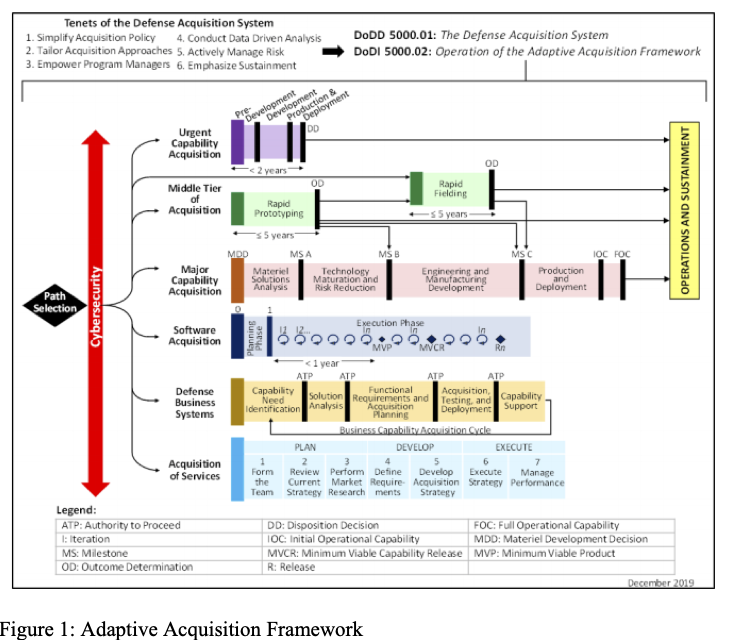 Tenets of the Defense Acquisition System
1. Simplify Acquisition Policy
2. Tailor Acquisition Approaches
3. Empower Program Managers
4. Conduct Data Driven Analysis
5. Actively Manage Risk
6. Emphasize Sustainment
DoDD 5000.01: The Defense Acquisition System
DoDI 5000.02: Operation of the Adaptive Acquisition Framework
Path
Selection
Cybersecurity
Urgent
Capability
Acquisition
Pre-
Development
Development
Production &
Deployment
DD
< 2 years
Middle Tier
of
Acquisition
Rapid
Prototyping
OD
≤ 5 years
Rapid
Fielding
OD
≤ 5 years
Major
Capability
Acquisition
MDD
Materiel
Solutions
Analysis
MS A
Technology
Maturation and
Risk Reduction
MS B
Engineering and
Manufacturing
Development
MS C
Production
and
Deployment
IOC
FOC
OPERATIONS AND SUSTAINMENT
Software
Acquisition
0
Planning
Phase
1
Execution Phase
I1
I2...
In
In
In
MVP
MVCR
Rn
< 1 year
Defense
Business
Systems
Capability
Need
Identification
ATP
Solution
Analysis
ATP
Functional
Requirements and
Acquisition
Planning
ATP
Acquisition,
Testing, and
Deployment
ATP
Capability
Support
Business Capability Acquisition Cycle
Acquisition
of Services
PLAN
DEVELOP
EXECUTE
1
Form
the
Team
2
Review
Current
Strategy
3
Perform
Market
Research
4
Define
Require-
ments
5
Develop
Acquisition
Strategy
6
Execute
Strategy
7
Manage
Performance
Legend:
ATP: Authority to Proceed
DD: Disposition Decision
FOC: Full Operational Capability
I: Iteration
IOC: Initial Operational Capability
MDD: Materiel Development Decision
MS: Milestone
MVCR: Minimum Viable Capability Release
MVP: Minimum Viable Product
OD: Outcome Determination
R: Release
December 2019
Figure 1: Adaptive Acquisition Framework